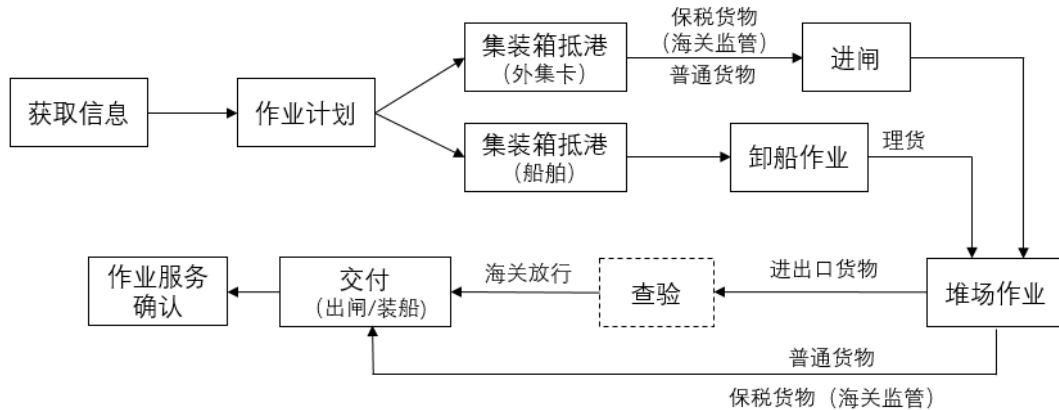 获取信息
作业计划
集装箱抵港
（外集卡）
保税货物
（海关监管）
普通货物
进闸
集装箱抵港
（船舶）
卸船作业
理货
堆场作业
进出口货物
查验
海关放行
交付
（出闸/装船）
作业服务
确认
普通货物
保税货物（海关监管）